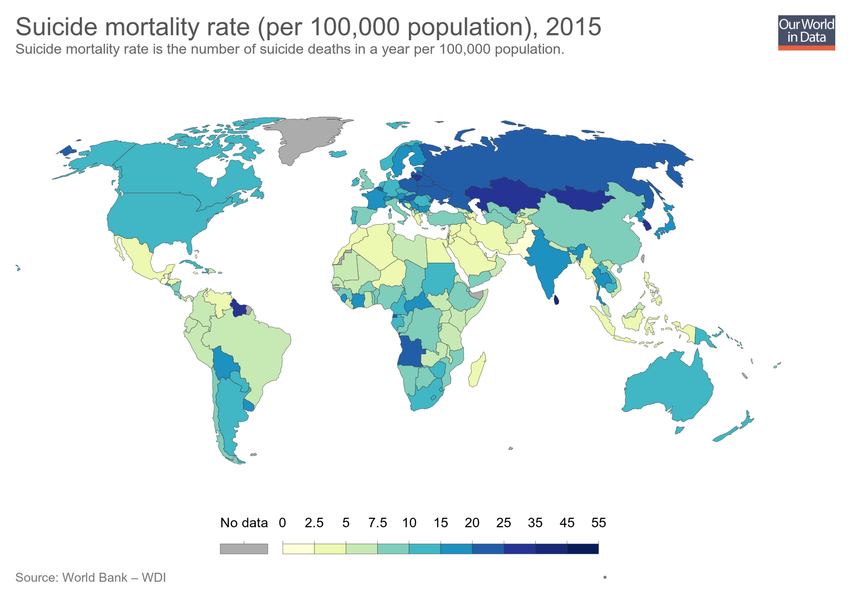 Suicide mortality rate (per 100,000 population), 2015
Suicide mortality rate is the number of suicide deaths in a year per 100,000 population.
Our World
in Data
No data 0 2.5 5 7.5 10 15 20 25 35 45 55
Source: World Bank – WDI